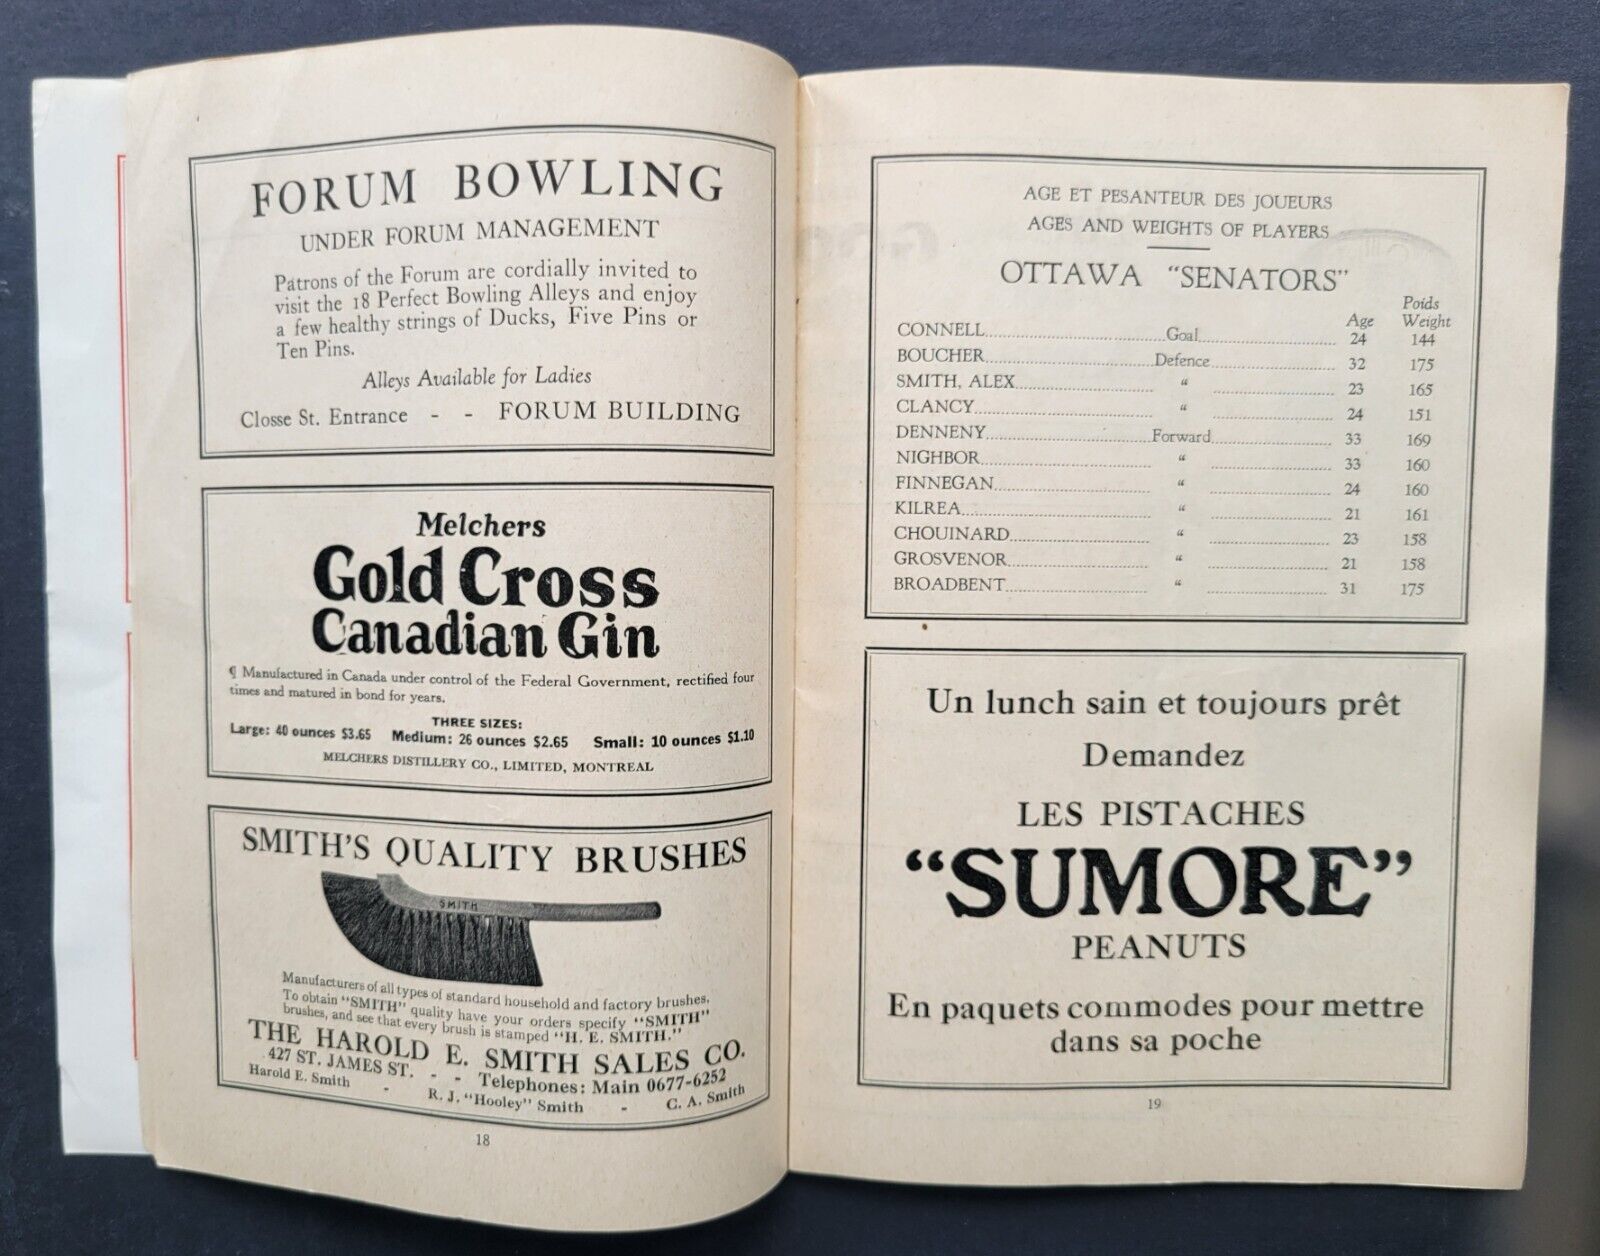 FORUM BOWLING
UNDER FORUM MANAGEMENT
Patrons of the Forum are cordially invited to
visit the 18 Perfect Bowling Alleys and enjoy
a few healthy strings of Ducks, Five Pins or
Ten Pins.
Alleys Available for Ladies
Closse St. Entrance - - FORUM BUILDING
Melchers
Gold Cross
Canadian Gin
¶ Manufactured in Canada under control of the Federal Government, rectified four
times and matured in bond for years.
THREE SIZES:
Large: 40 ounces $3.65 Medium: 26 ounces $2.65 Small: 10 ounces $1.10
MELCHERS DISTILLERY CO., LIMITED, MONTREAL
SMITH'S QUALITY BRUSHES
SMITH
Manufacturers of all types of standard household and factory brushes.
To obtain "SMITH" quality have your orders specify "SMITH"
brushes, and see that every brush is stamped "H. E. SMITH."
THE HAROLD E. SMITH SALES CO.
427 ST. JAMES ST. - - Telephones: Main 0677-6252
Harold E. Smith - R. J. "Hooley" Smith - C. A. Smith
18
AGE ET PESANTEUR DES JOUEURS
AGES AND WEIGHTS OF PLAYERS
OTTAWA "SENATORS"
Poids
Age Weight
CONNELL Goal 24 144
BOUCHER Defence 32 175
SMITH, ALEX " 23 165
CLANCY " 24 151
DENNENY Forward 33 169
NIGHBOR " 33 160
FINNEGAN " 24 160
KILREA " 21 161
CHOUINARD " 23 158
GROSVENOR " 21 158
BROADBENT " 31 175
Un lunch sain et toujours prêt
Demandez
LES PISTACHES
"SUMORE"
PEANUTS
En paquets commodes pour mettre
dans sa poche
19